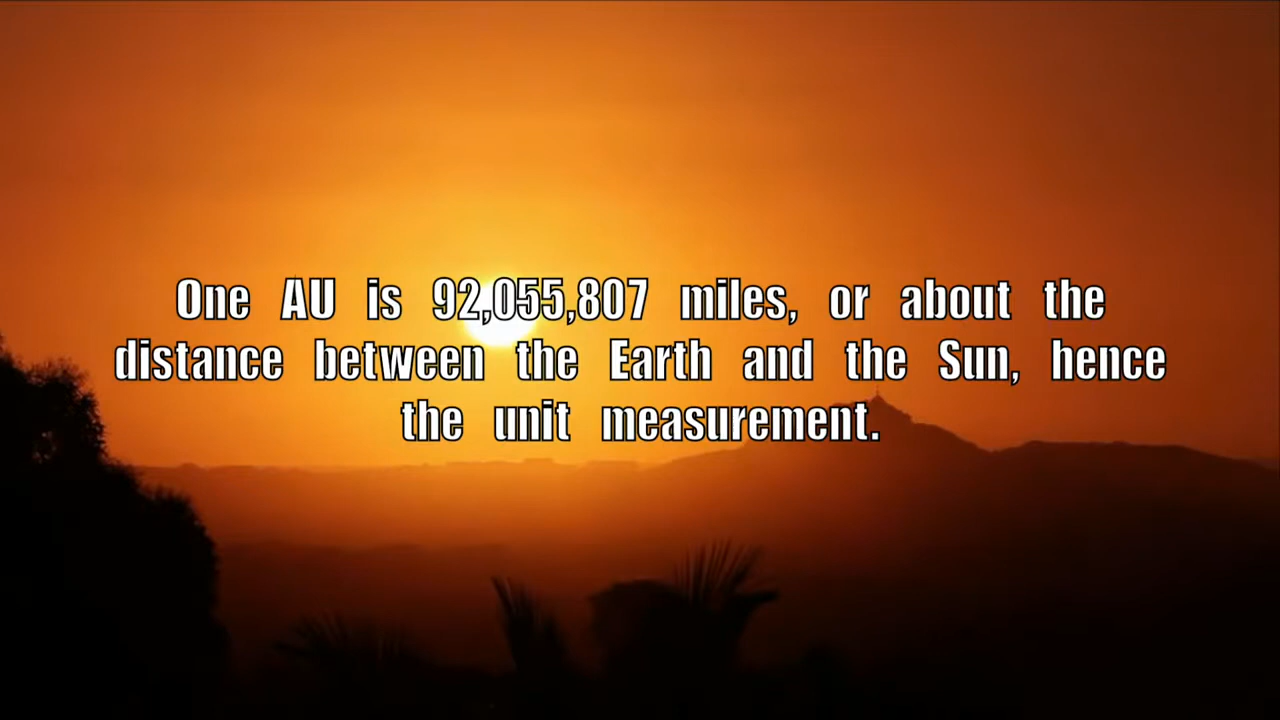 One AU is 92,055,807 miles, or about the
distance between the Earth and the Sun, hence
the unit measurement.